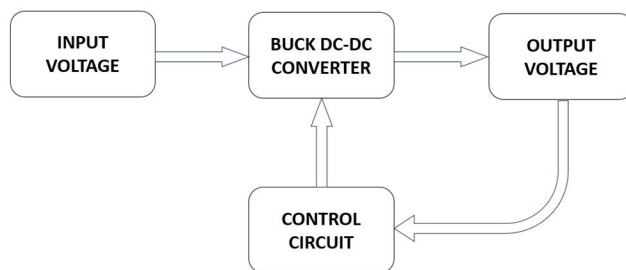 INPUT
VOLTAGE
BUCK DC-DC
CONVERTER
OUTPUT
VOLTAGE
CONTROL
CIRCUIT